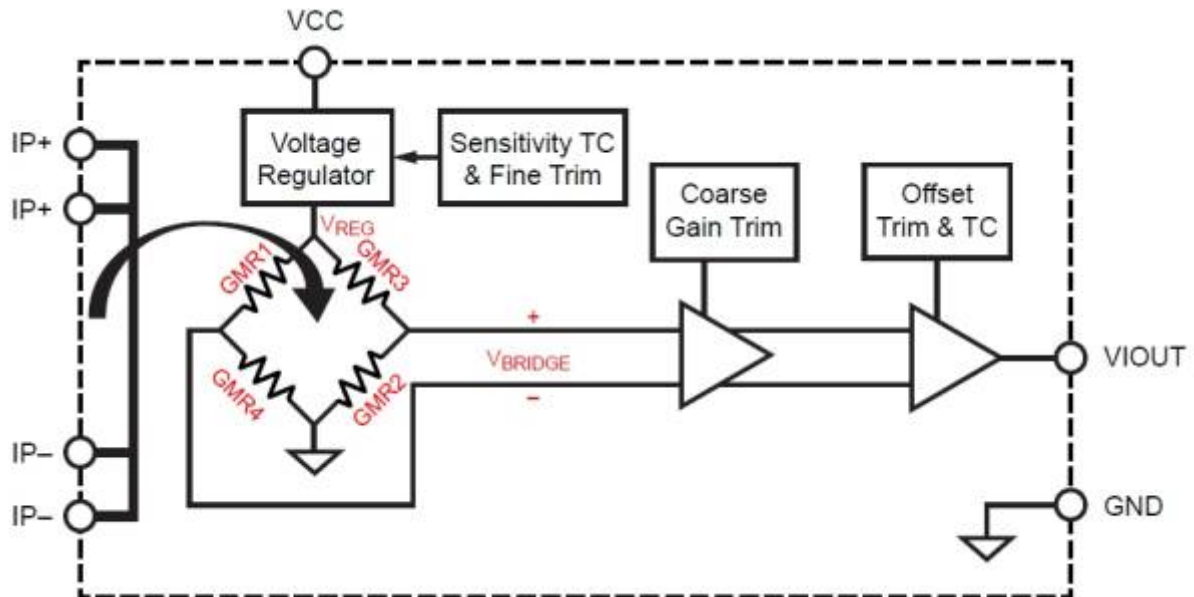 VCC
IP+
Voltage
Regulator
Sensitivity TC
& Fine Trim
Coarse
Gain Trim
Offset
Trim & TC
IP+
VREG
GMR1
GMR3
+
VBRIDGE
–
VIOUT
GMR4
GMR2
IP–
IP–
GND